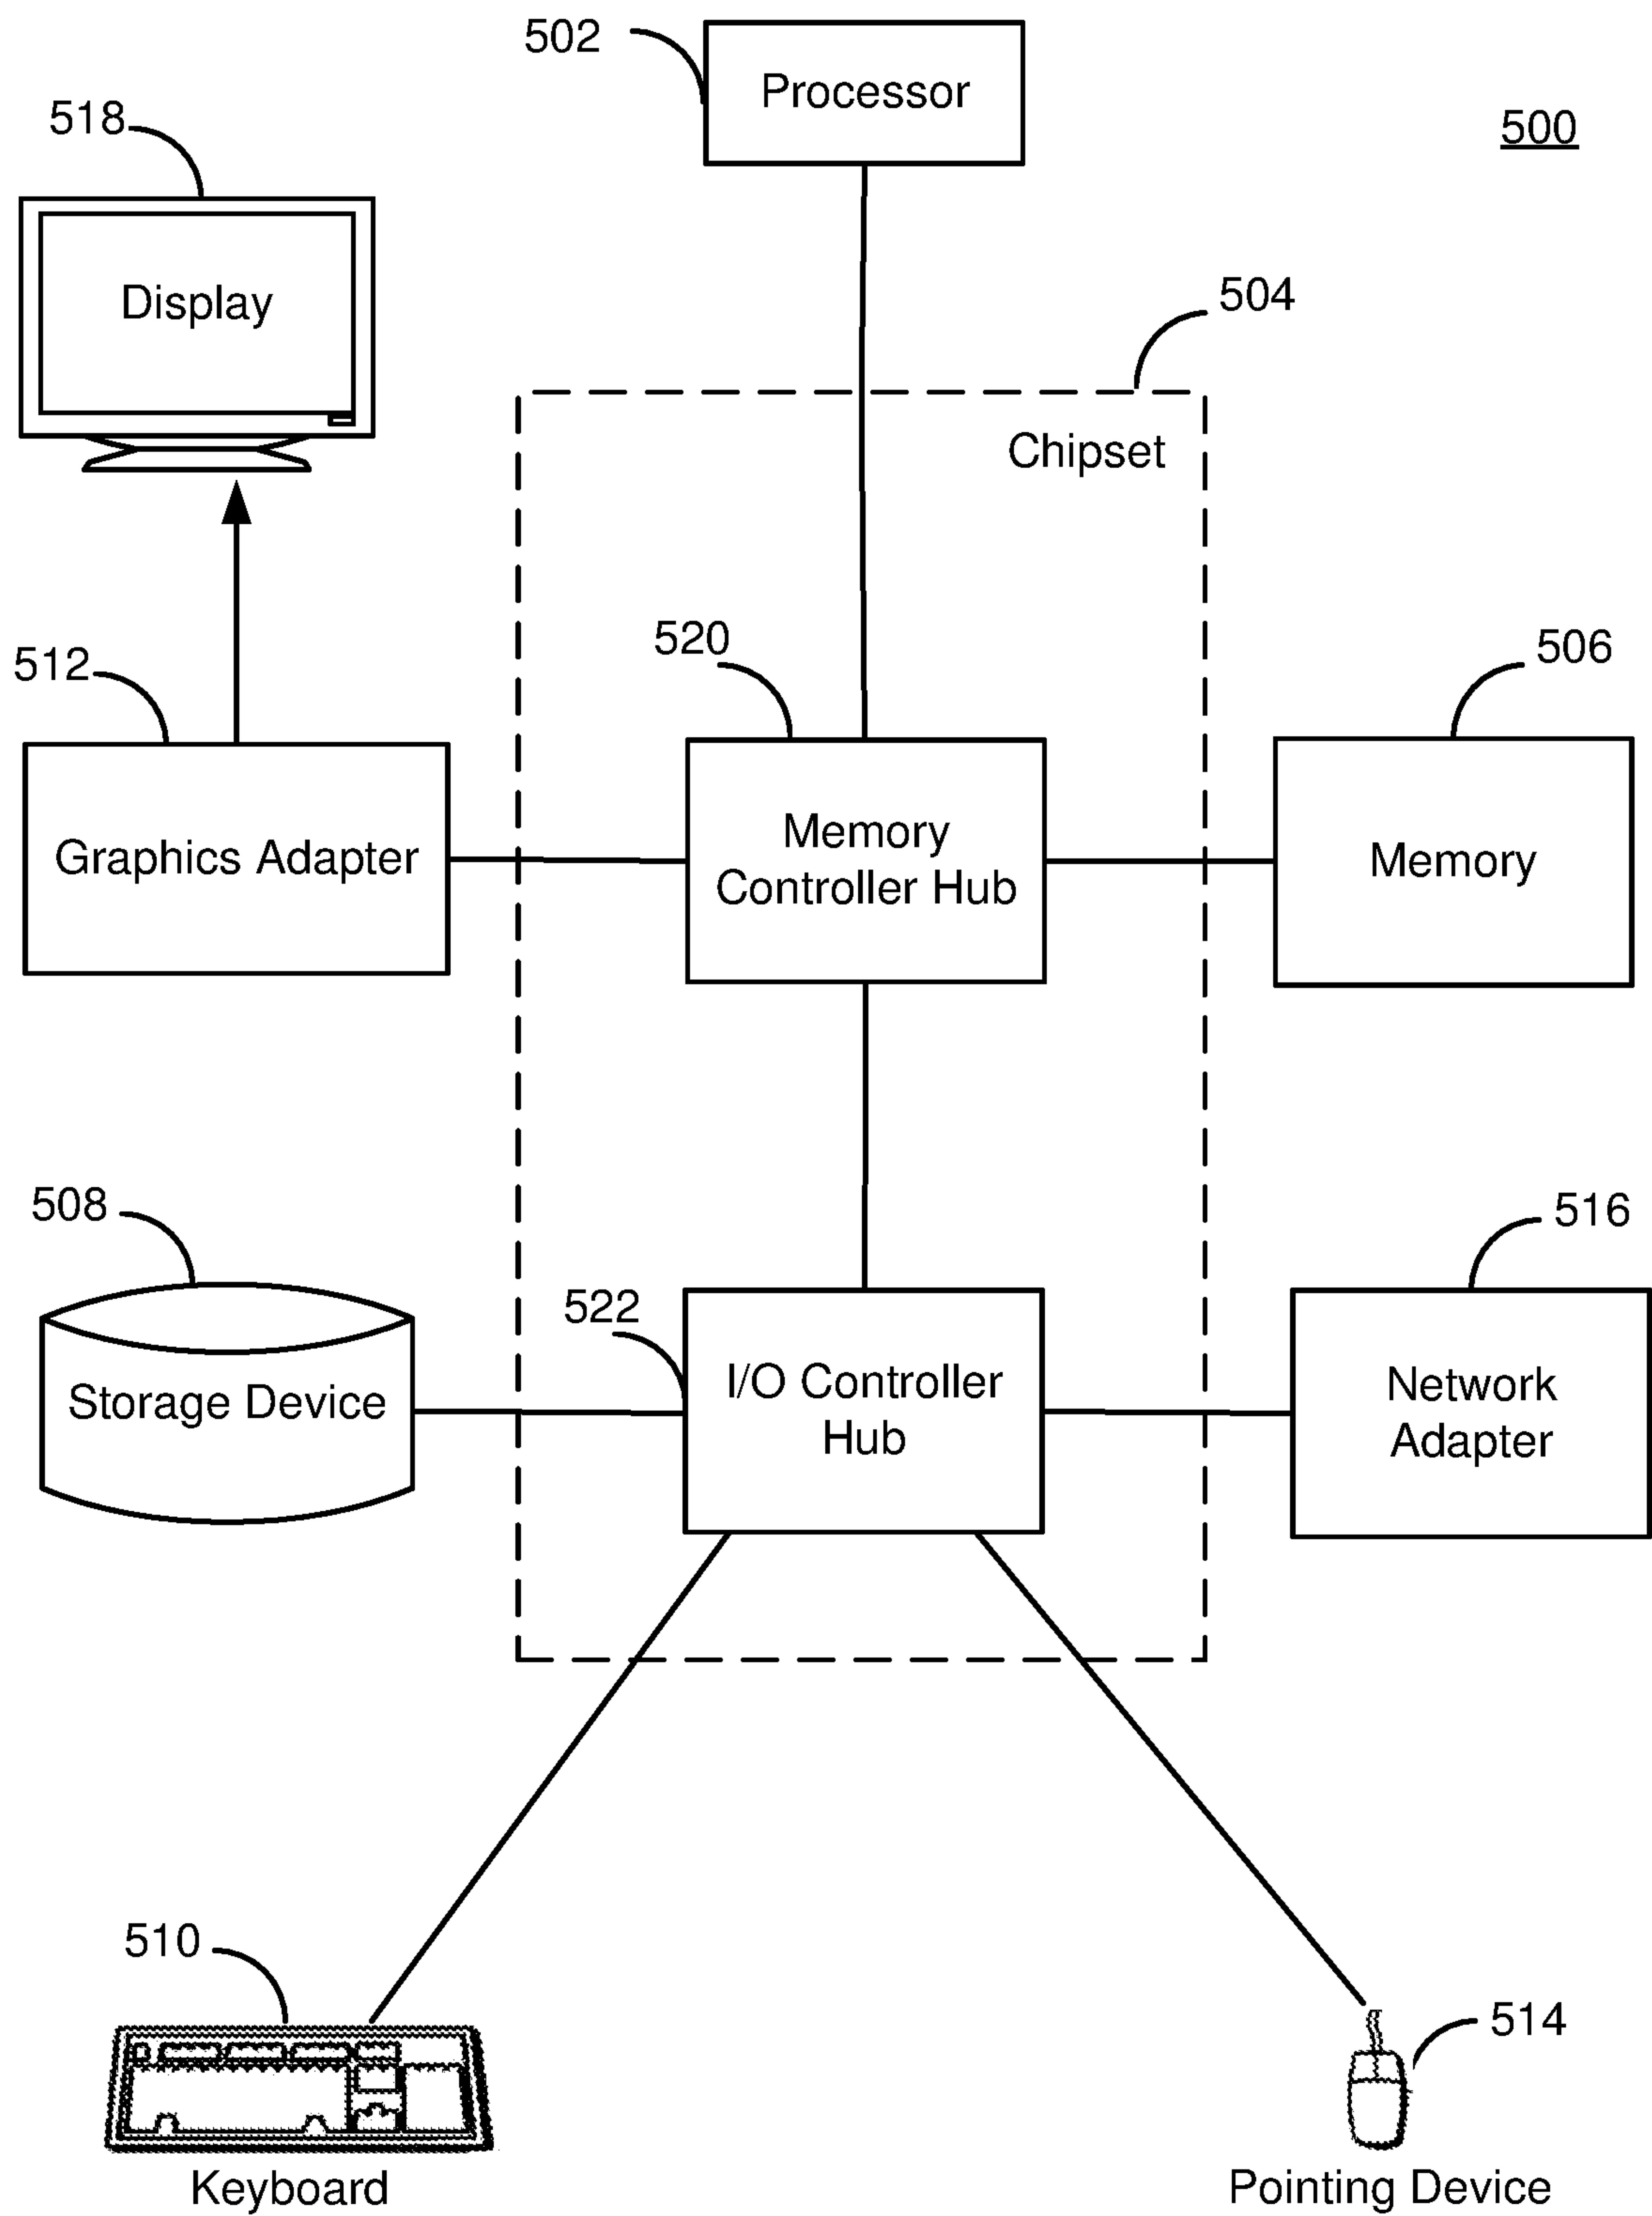 502
Processor
500
518
Display
504
Chipset
520
506
512
Graphics Adapter
Memory
Controller Hub
Memory
508
516
522
Storage Device
I/O Controller
Hub
Network
Adapter
510
514
Keyboard
Pointing Device